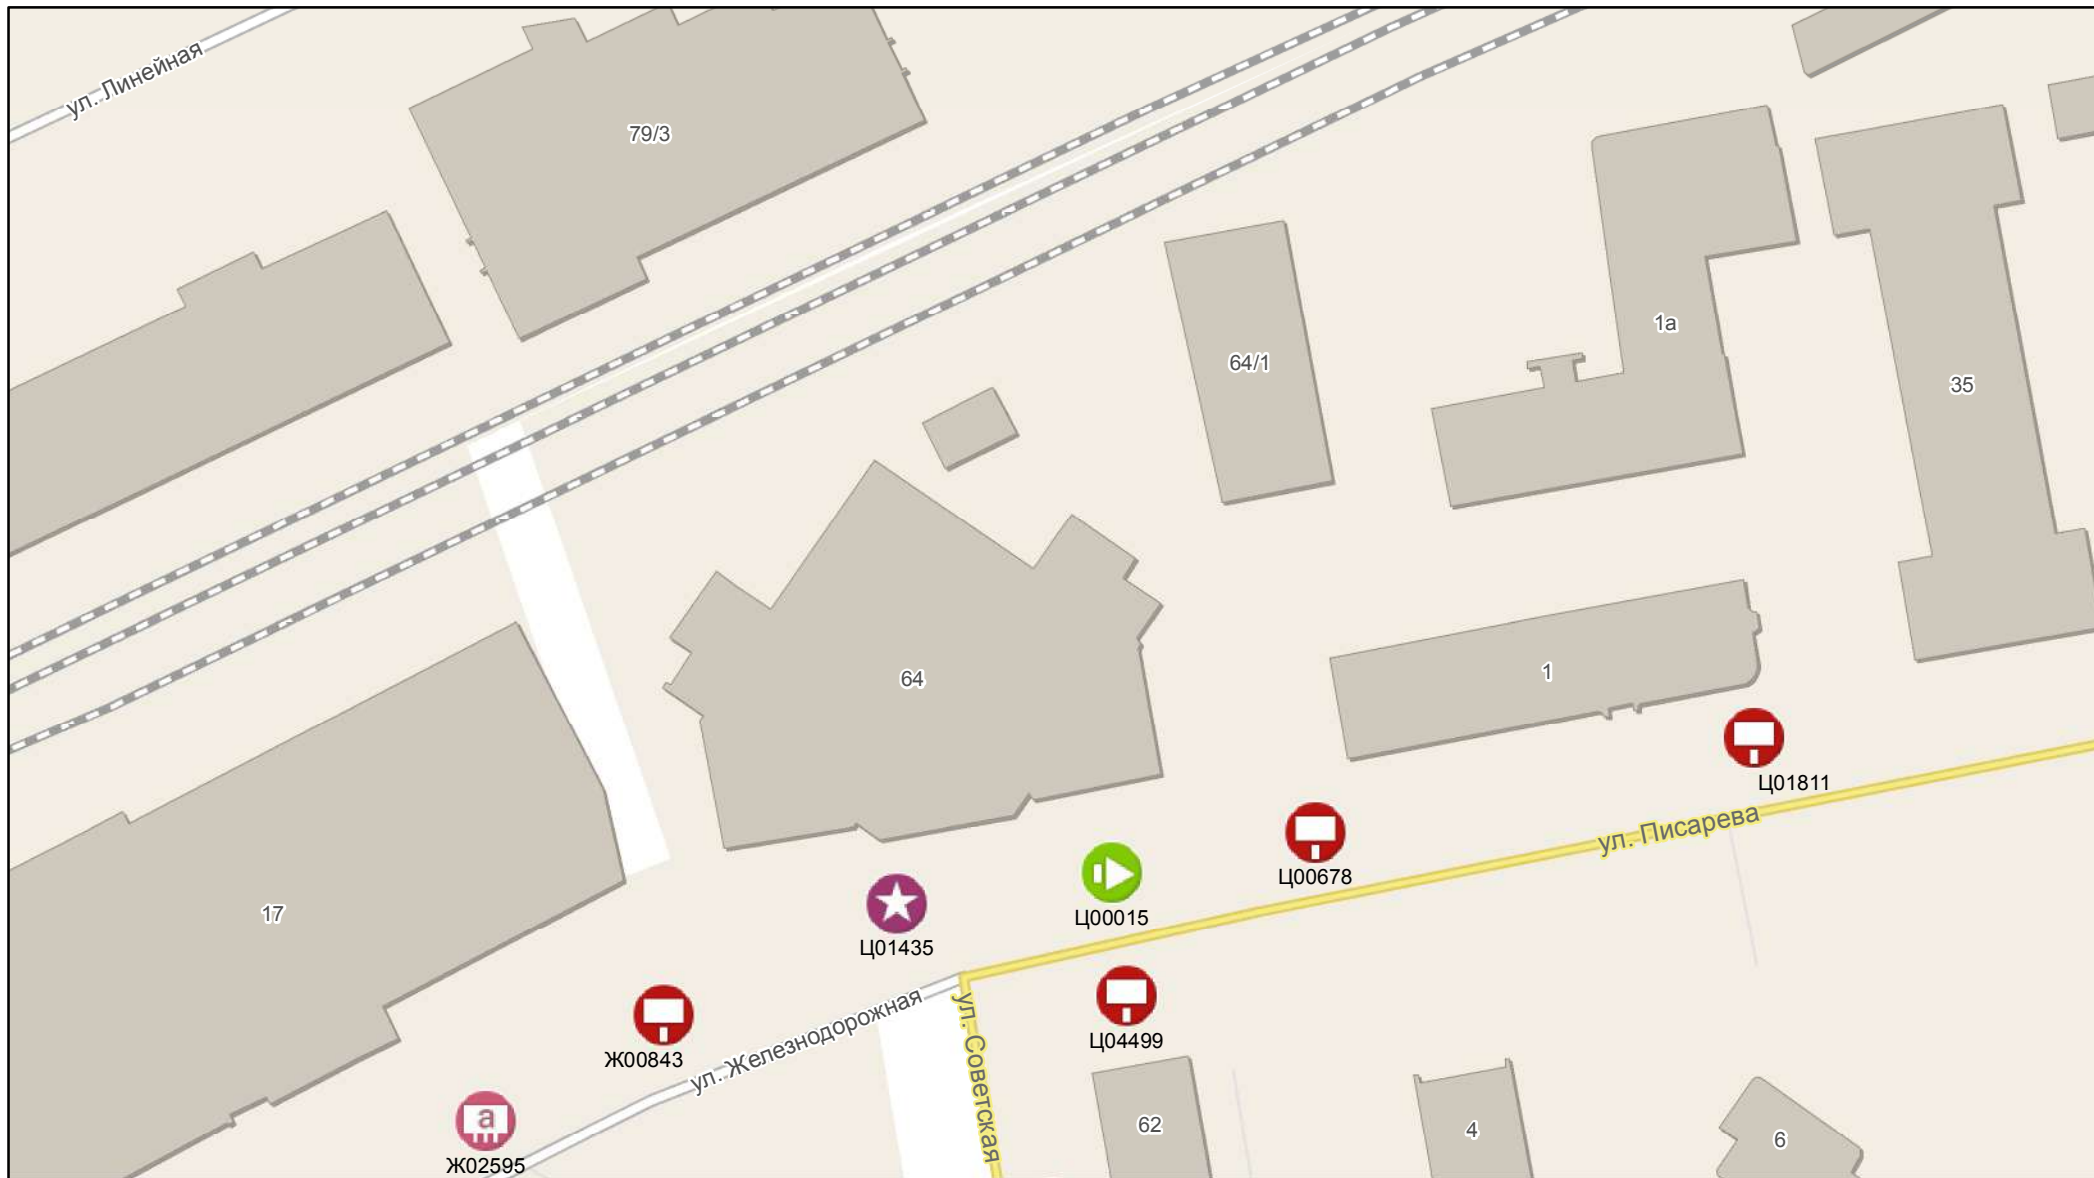 ул. Линейная
79/3
1а
64/1
35
64
1
Ц01811
ул. Писарева
Ц00678
17
Ц00015
Ц01435
ул. Железнодорожная
ул. Советская
Ц04499
Ж00843
62
4
6
а
Ж02595